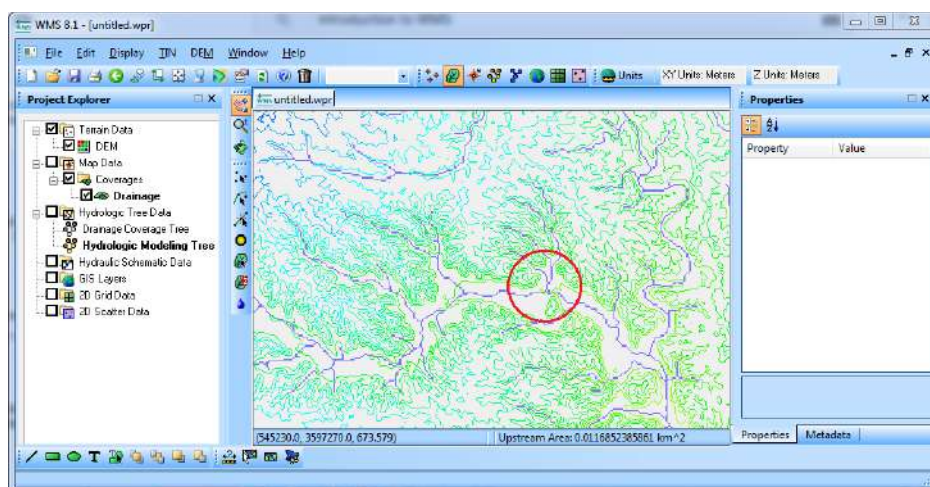 Introduction to WMS
WMS 8.1 - [untitled.wpr]
File Edit Display TIN DEM Window Help
Units XY Units: Meters Z Units: Meters
Project Explorer
untitled.wpr
Properties
Terrain Data
DEM
Map Data
Coverages
Drainage
Hydrologic Tree Data
Drainage Coverage Tree
Hydrologic Modeling Tree
Hydraulic Schematic Data
GIS Layers
2D Grid Data
2D Scatter Data
Property Value
(545230.0, 3597270.0, 673.579) Upstream Area: 0.0116852385861 km^2
Properties Metadata
T